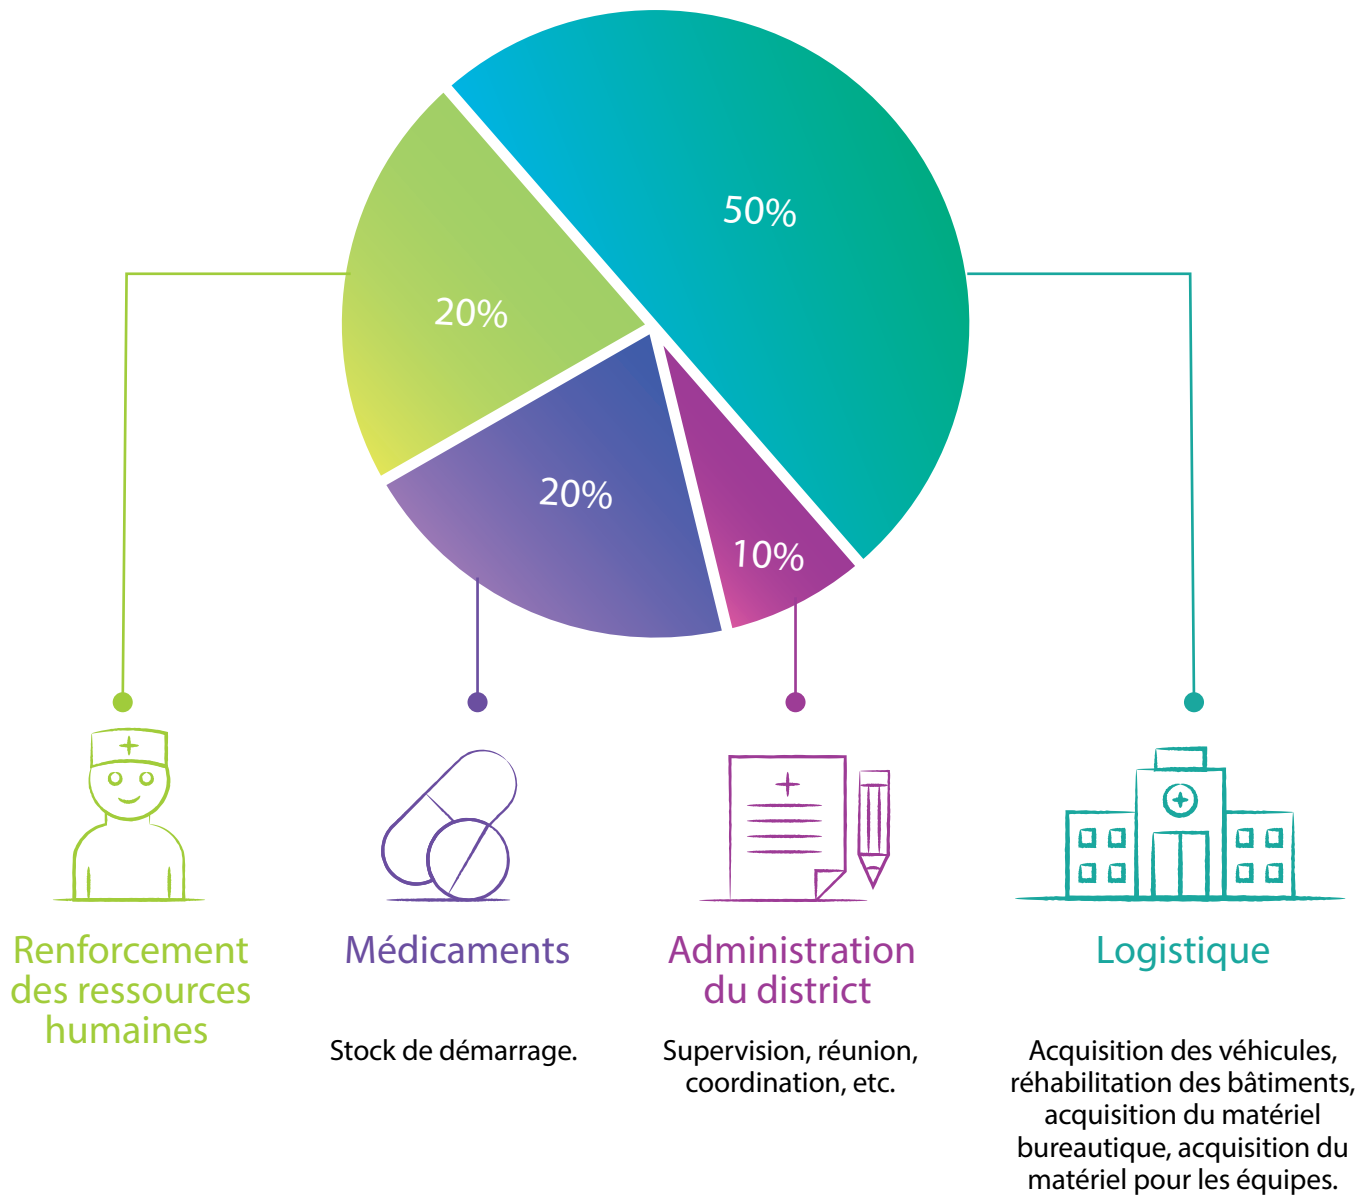 50%
20%
20%
10%
Renforcement
des ressources
humaines
Médicaments
Stock de démarrage.
Administration
du district
Supervision, réunion,
coordination, etc.
Logistique
Acquisition des véhicules,
réhabilitation des bâtiments,
acquisition du matériel
bureautique, acquisition du
matériel pour les équipes.